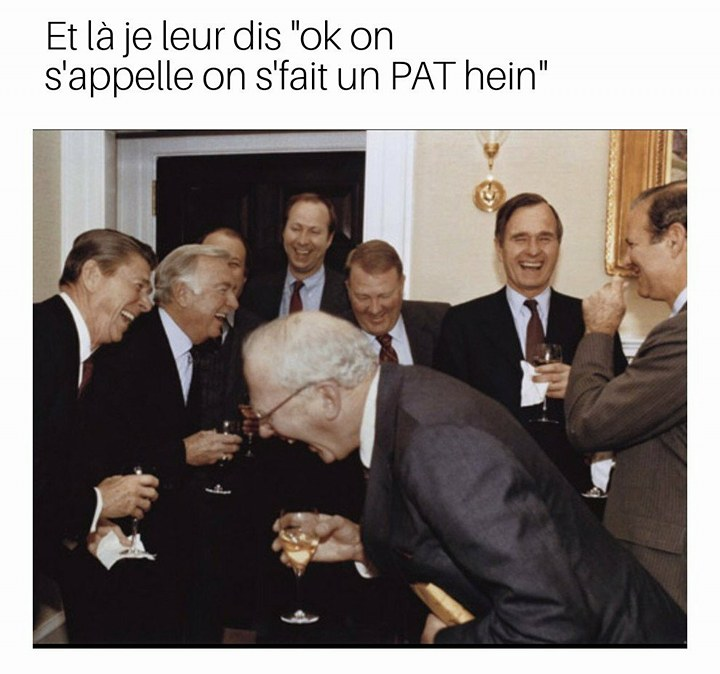 Et là je leur dis "ok on
s'appelle on s'fait un PAT hein"